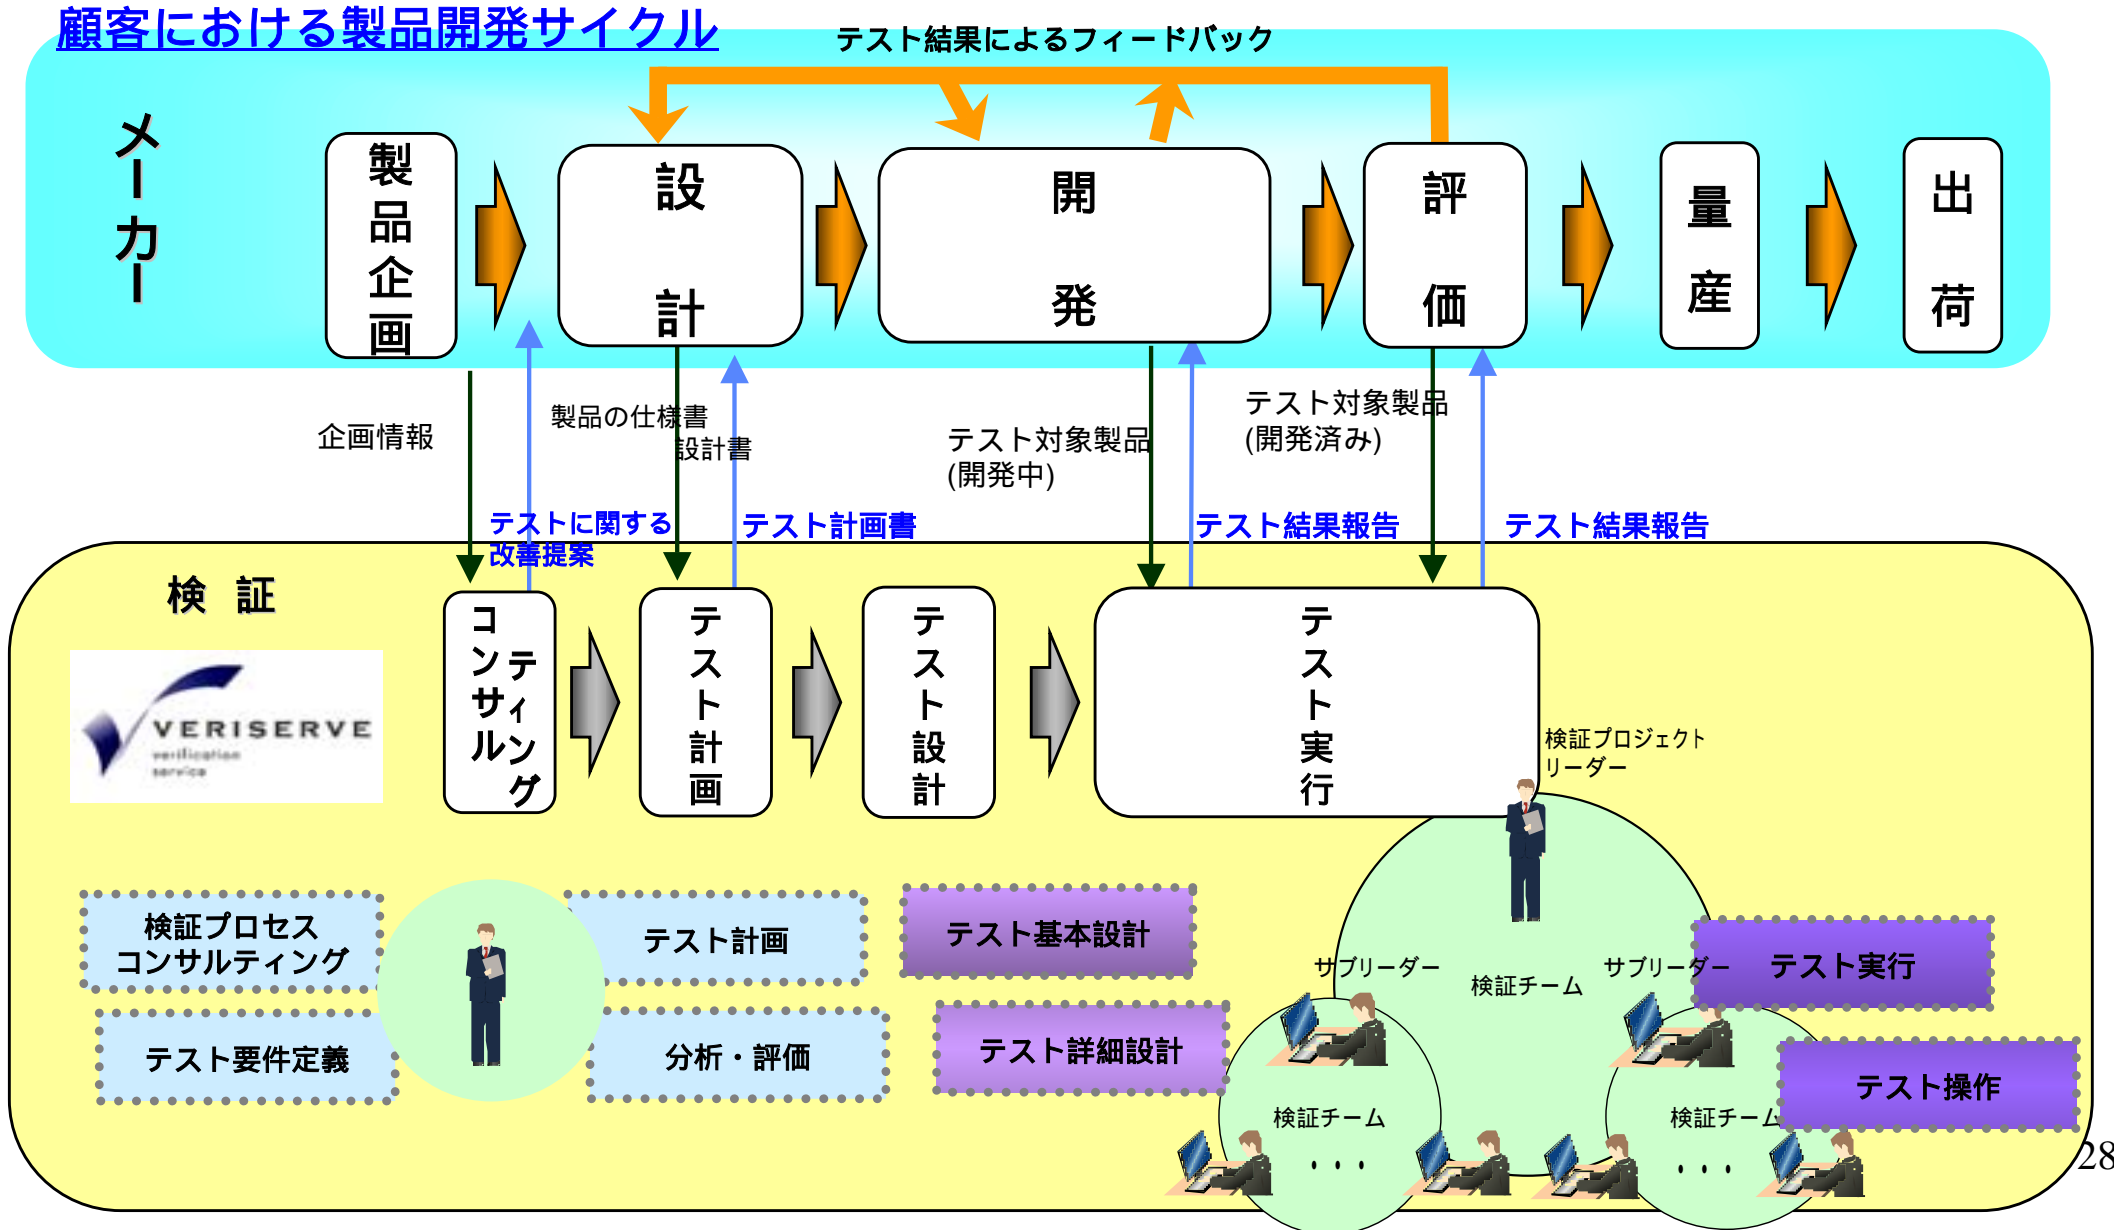 顧客における製品開発サイクル
テスト結果によるフィードバック
メーカー
製品企画
設計
開発
評価
量産
出荷
企画情報
製品の仕様書
設計書
テスト対象製品
(開発中)
テスト対象製品
(開発済み)
テストに関する
改善提案
テスト計画書
テスト結果報告
テスト結果報告
検 証
VERISERVE
verification
service
コンサル
ティング
テスト計画
テスト設計
テスト実行
検証プロジェクト
リーダー
検証プロセス
コンサルティング
テスト計画
テスト要件定義
分析・評価
テスト基本設計
テスト詳細設計
サブリーダー
検証チーム
サブリーダー
テスト実行
テスト操作
検証チーム
・・・
検証チーム
・・・
28